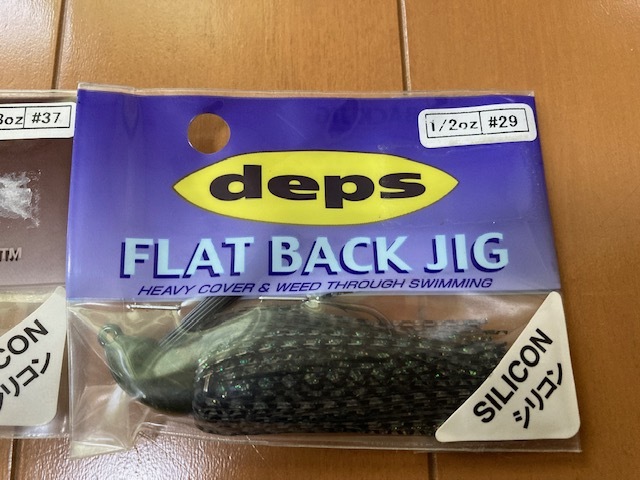 #37
1/2oz #29
deps
FLAT BACK JIG
HEAVY COVER & WEED THROUGH SWIMMING
TM
SILICON
シリコン
SILICON
シリコン